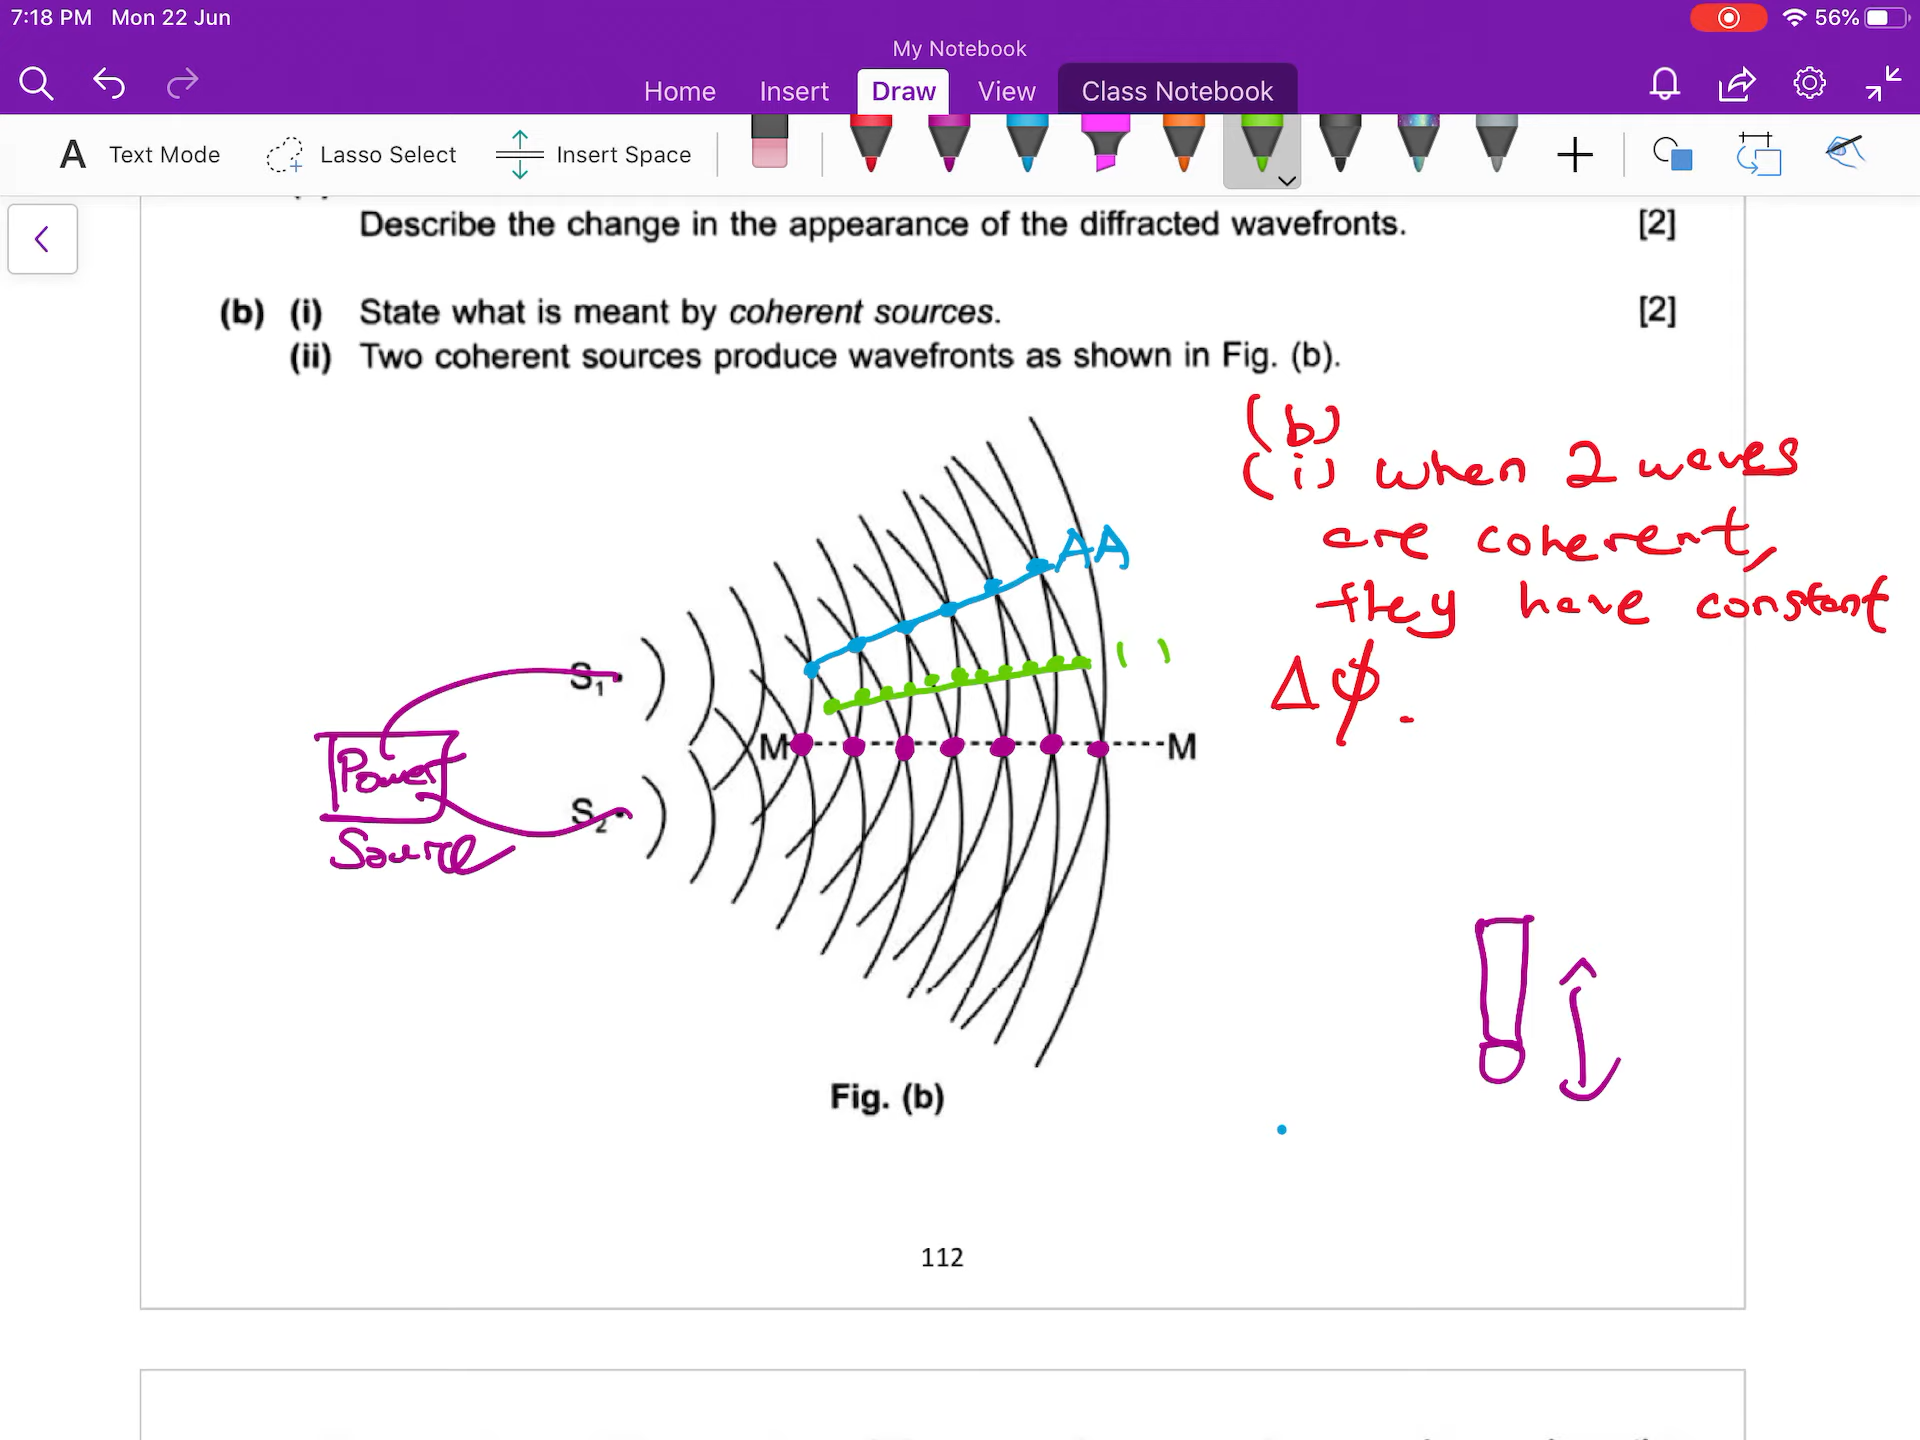 7:18 PM Mon 22 Jun
56%
My Notebook
Home Insert Draw View Class Notebook
A Text Mode Lasso Select Insert Space
Describe the change in the appearance of the diffracted wavefronts. [2]
(b) (i) State what is meant by coherent sources. [2]
(ii) Two coherent sources produce wavefronts as shown in Fig. (b).
(b)
(i) when 2 waves
are coherent,
they have constant
Δϕ.
AA
S₁
M M
Power
Source
S₂
Fig. (b)
112